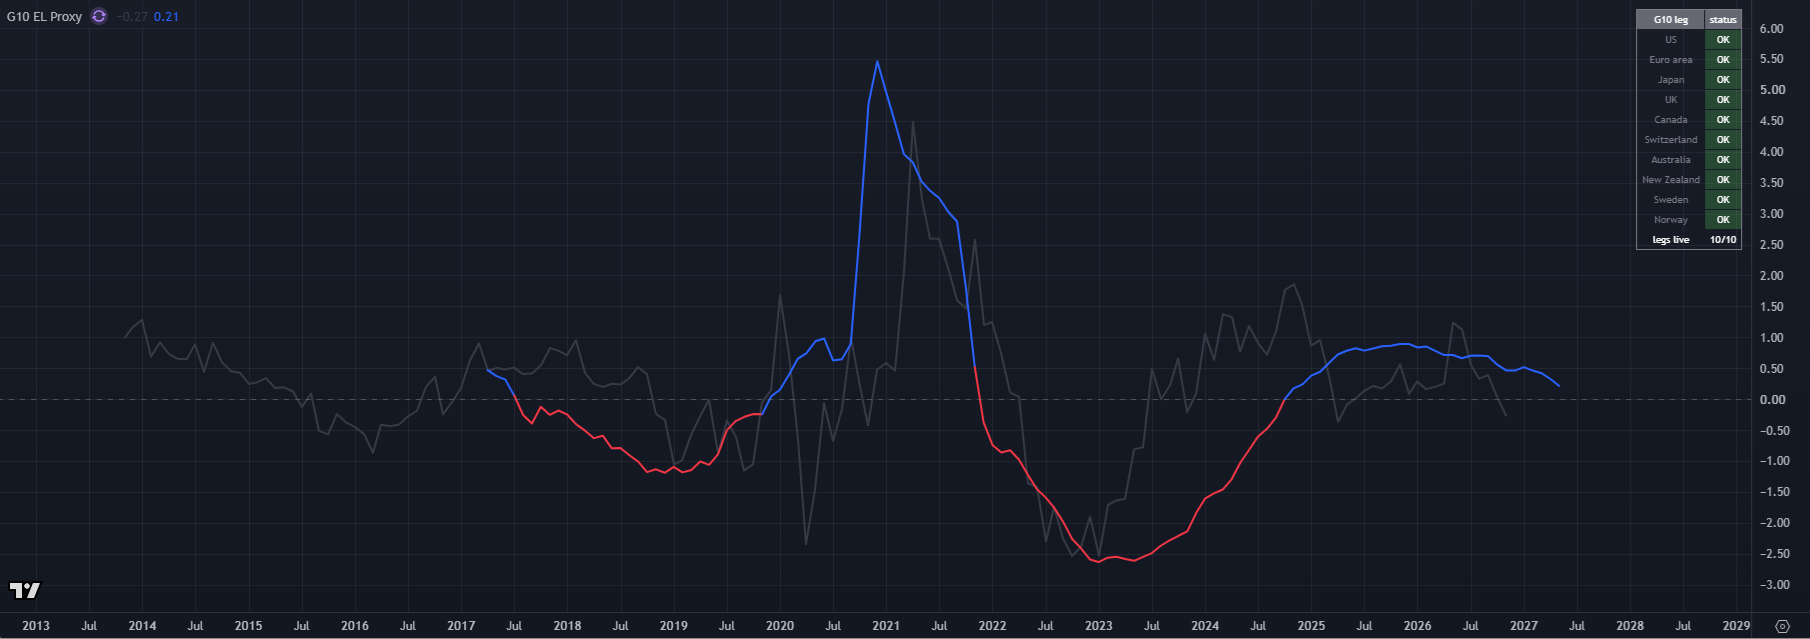 G10 EL Proxy −0.27 0.21
G10 leg status
US OK
Euro area OK
Japan OK
UK OK
Canada OK
Switzerland OK
Australia OK
New Zealand OK
Sweden OK
Norway OK
legs live 10/10
6.00
5.50
5.00
4.50
4.00
3.50
3.00
2.50
2.00
1.50
1.00
0.50
0.00
−0.50
−1.00
−1.50
−2.00
−2.50
−3.00
2013 Jul 2014 Jul 2015 Jul 2016 Jul 2017 Jul 2018 Jul 2019 Jul 2020 Jul 2021 Jul 2022 Jul 2023 Jul 2024 Jul 2025 Jul 2026 Jul 2027 Jul 2028 Jul 2029